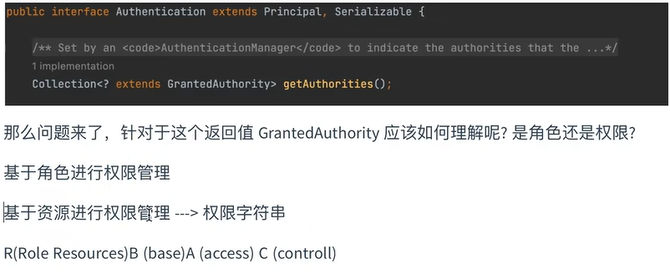 public interface Authentication extends Principal, Serializable {
/** Set by an <code>AuthenticationManager</code> to indicate the authorities that the ...*/
1 implementation
Collection<? extends GrantedAuthority> getAuthorities();
那么问题来了，针对于这个返回值 GrantedAuthority 应该如何理解呢? 是角色还是权限?
基于角色进行权限管理
基于资源进行权限管理 ---> 权限字符串
R(Role Resources)B (base)A (access) C (controll)